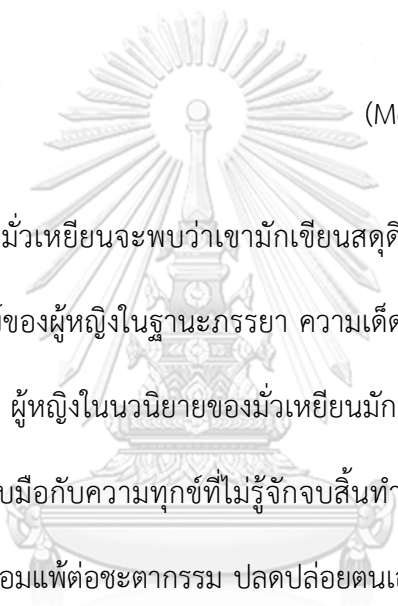 (M
มั่วเหยียนจะพบว่าเขามักเขียนสดุดี
ของผู้หญิงในฐานะภรรยา ความเด็ด
ผู้หญิงในนวนิยายของมั่วเหยียนมัก
มือกับความทุกข์ที่ไม่รู้จักจบสิ้นทำ
อมแพ้ต่อชะตากรรม ปลดปล่อยตน